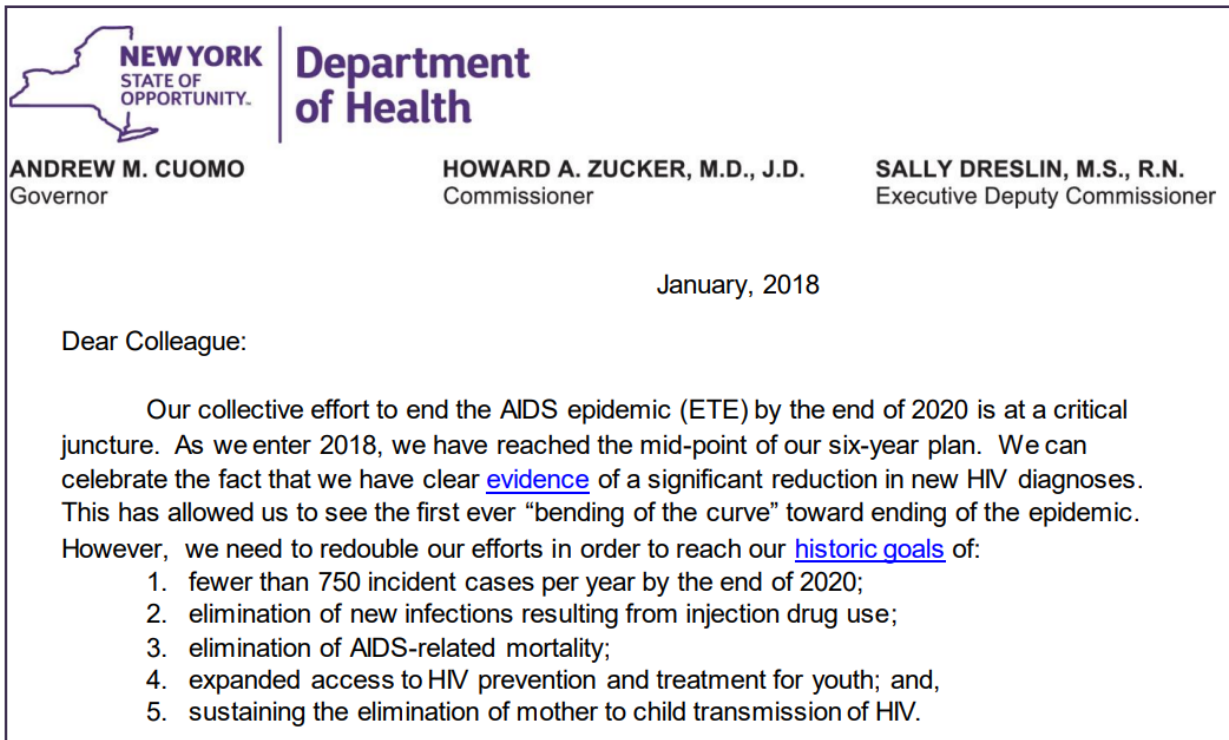 NEW YORK
STATE OF
OPPORTUNITY™
Department
of Health
ANDREW M. CUOMO
Governor
HOWARD A. ZUCKER, M.D., J.D.
Commissioner
SALLY DRESLIN, M.S., R.N.
Executive Deputy Commissioner
January, 2018
Dear Colleague:
Our collective effort to end the AIDS epidemic (ETE) by the end of 2020 is at a critical
juncture. As we enter 2018, we have reached the mid-point of our six-year plan. We can
celebrate the fact that we have clear evidence of a significant reduction in new HIV diagnoses.
This has allowed us to see the first ever “bending of the curve” toward ending of the epidemic.
However, we need to redouble our efforts in order to reach our historic goals of:
1. fewer than 750 incident cases per year by the end of 2020;
2. elimination of new infections resulting from injection drug use;
3. elimination of AIDS-related mortality;
4. expanded access to HIV prevention and treatment for youth; and,
5. sustaining the elimination of mother to child transmission of HIV.